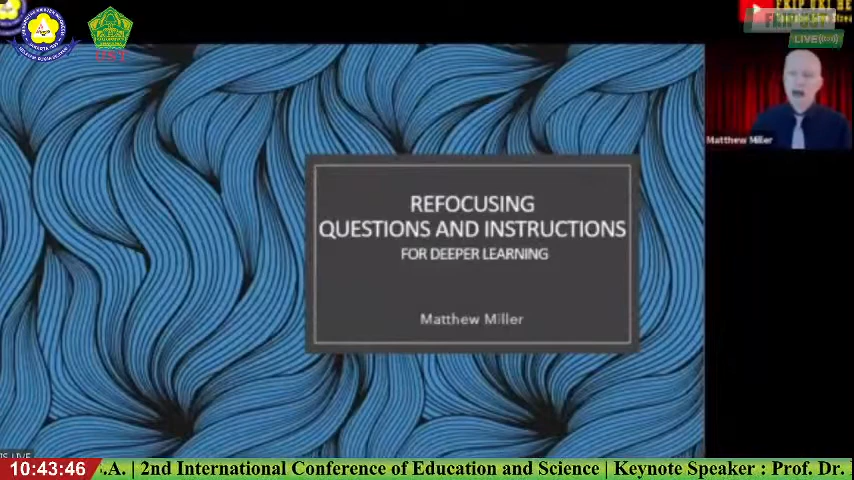 LIVE
Matthew Miller
REFOCUSING
QUESTIONS AND INSTRUCTIONS
FOR DEEPER LEARNING
Matthew Miller
UST
10:43:46
.A. | 2nd International Conference of Education and Science | Keynote Speaker : Prof. Dr.